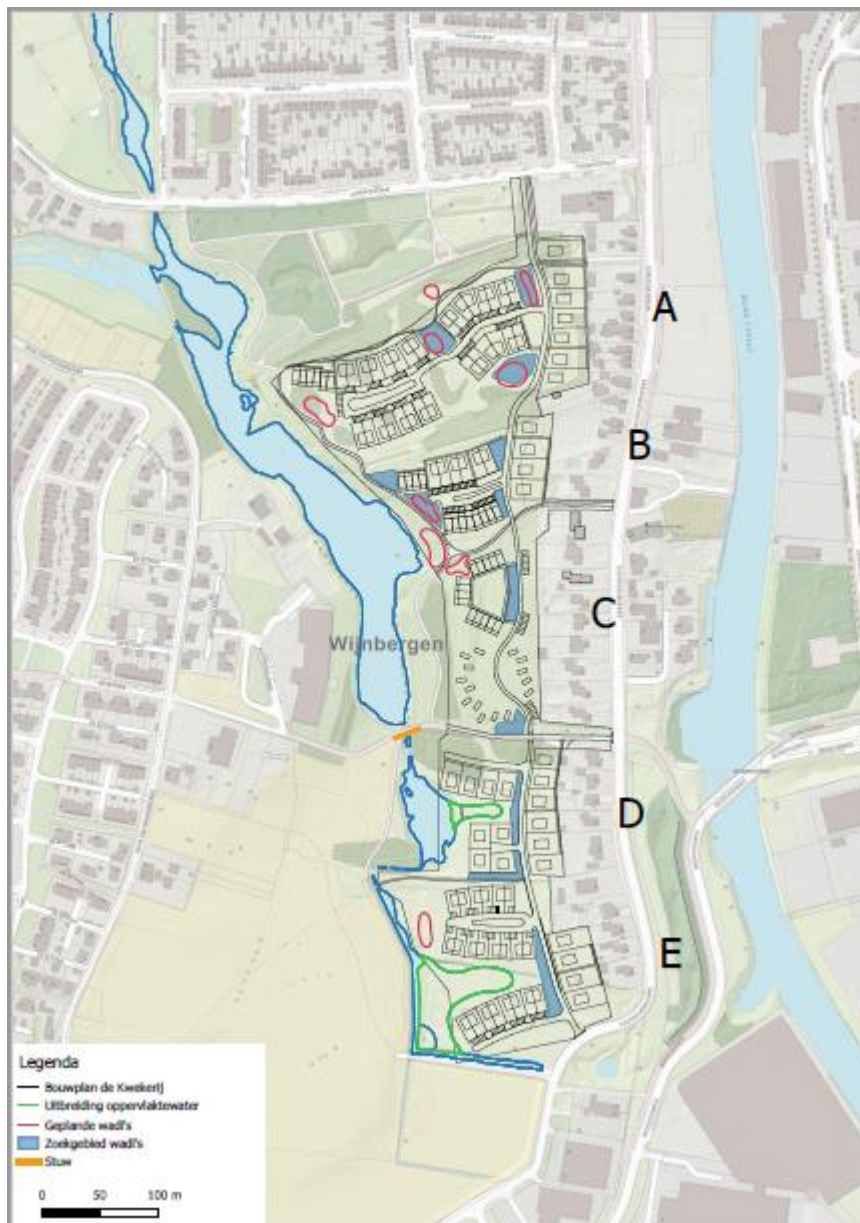 A
B
C
Wijnbergen
D
E
Legenda
Bouwplan de Kwekerij
Uitbreiding oppervlaktewater
Geplande wadi's
Zoekgebied wadi's
Stuw
0 50 100 m